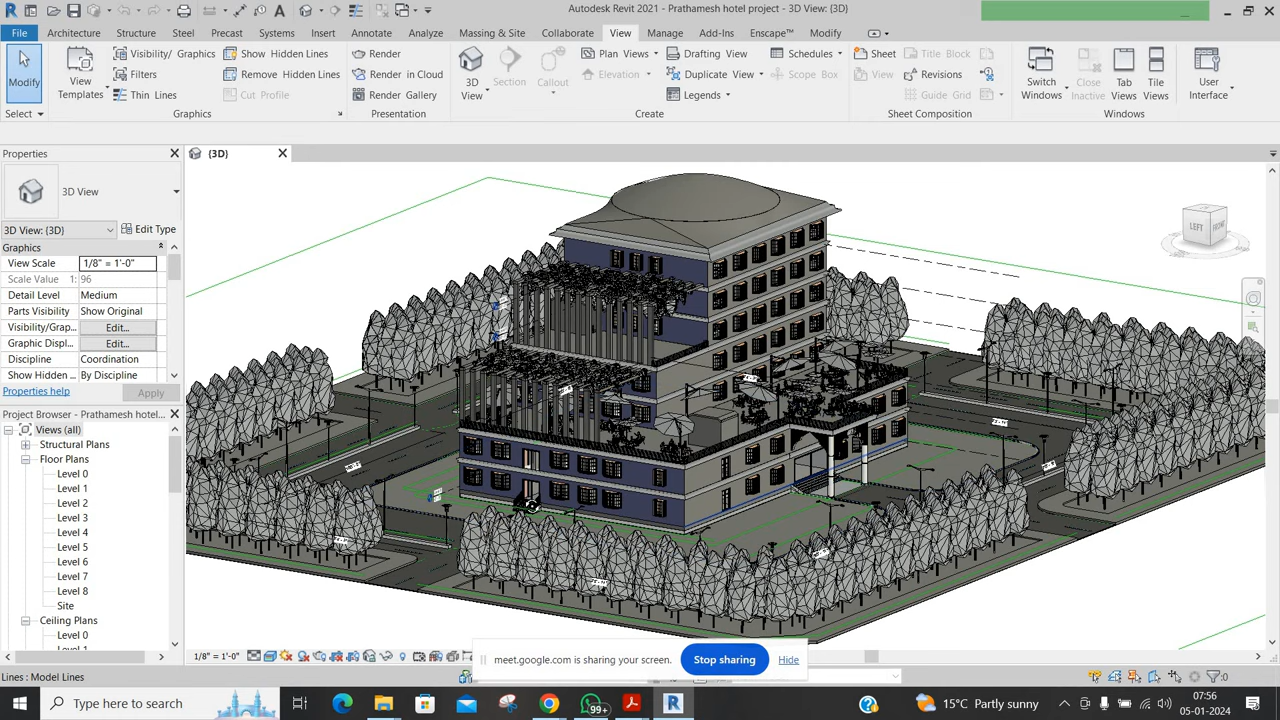 Autodesk Revit 2021 - Prathamesh hotel project - 3D View: {3D}
File Architecture Structure Steel Precast Systems Insert Annotate Analyze Massing & Site Collaborate View Manage Add-Ins Enscape™ Modify
Modify
View Templates
Visibility/ Graphics
Filters
Thin Lines
Show Hidden Lines
Remove Hidden Lines
Cut Profile
Render
Render in Cloud
Render Gallery
3D View
Section
Callout
Plan Views
Elevation
Drafting View
Duplicate View
Legends
Schedules
Scope Box
Sheet
View
Title Block
Revisions
Guide Grid
Switch Windows
Close Inactive
Tab Views
Tile Views
User Interface
Select Graphics Presentation Create Sheet Composition Windows
Properties
{3D}
3D View
3D View: {3D}
Edit Type
Graphics
View Scale 1/8" = 1'-0"
Scale Value 1: 96
Detail Level Medium
Parts Visibility Show Original
Visibility/Grap... Edit...
Graphic Displ... Edit...
Discipline Coordination
Show Hidden ... By Discipline
Properties help
Apply
Project Browser - Prathamesh hotel...
Views (all)
Structural Plans
Floor Plans
Level 0
Level 1
Level 2
Level 3
Level 4
Level 5
Level 6
Level 7
Level 8
Site
Ceiling Plans
Level 0
LEFT
FRONT
1/8" = 1'-0"
meet.google.com is sharing your screen.
Stop sharing
Hide
Lines : Model Lines
:0
Type here to search
99+
15°C Partly sunny
07:56
05-01-2024